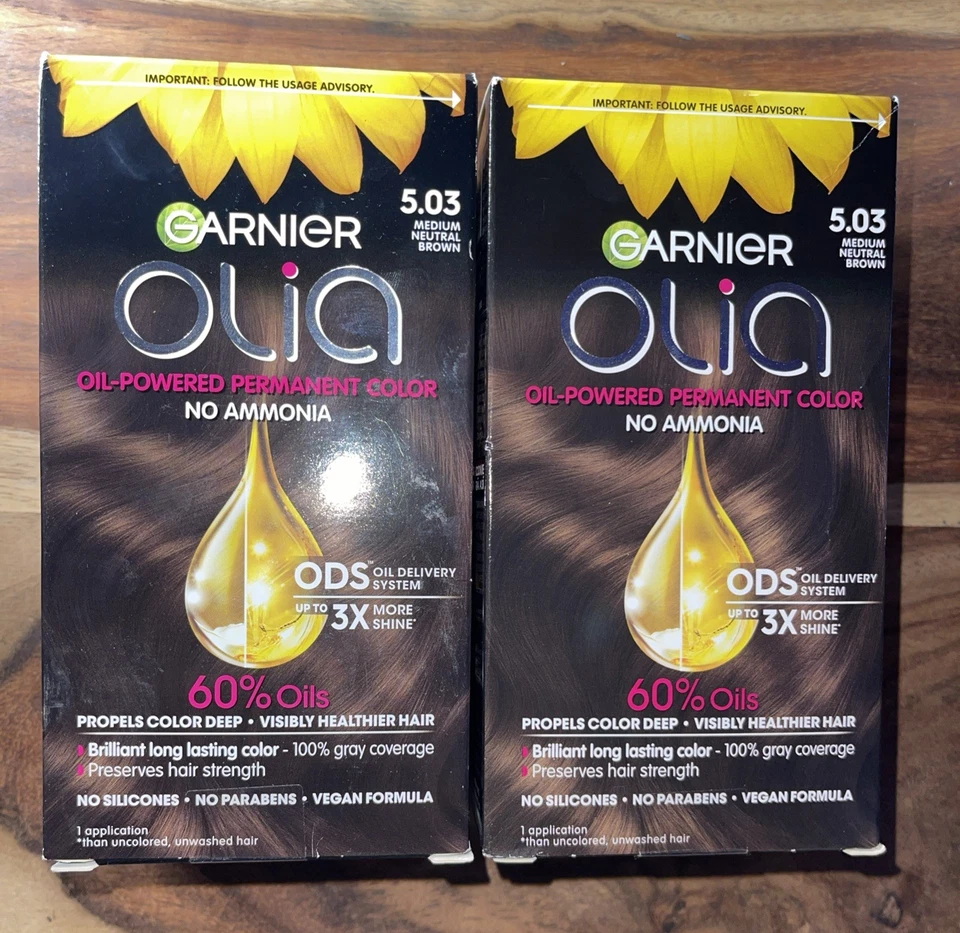 IMPORTANT: FOLLOW THE USAGE ADVISORY.
5.03
MEDIUM
NEUTRAL
BROWN
GARNIER
OLIA
OIL-POWERED PERMANENT COLOR
NO AMMONIA
ODS™ OIL DELIVERY
SYSTEM
UP TO 3X MORE
SHINE*
60% Oils
PROPELS COLOR DEEP • VISIBLY HEALTHIER HAIR
Brilliant long lasting color - 100% gray coverage
Preserves hair strength
NO SILICONES • NO PARABENS • VEGAN FORMULA
1 application
*than uncolored, unwashed hair
IMPORTANT: FOLLOW THE USAGE ADVISORY.
5.03
MEDIUM
NEUTRAL
BROWN
GARNIER
OLIA
OIL-POWERED PERMANENT COLOR
NO AMMONIA
ODS™ OIL DELIVERY
SYSTEM
UP TO 3X MORE
SHINE*
60% Oils
PROPELS COLOR DEEP • VISIBLY HEALTHIER HAIR
Brilliant long lasting color - 100% gray coverage
Preserves hair strength
NO SILICONES • NO PARABENS • VEGAN FORMULA
1 application
*than uncolored, unwashed hair